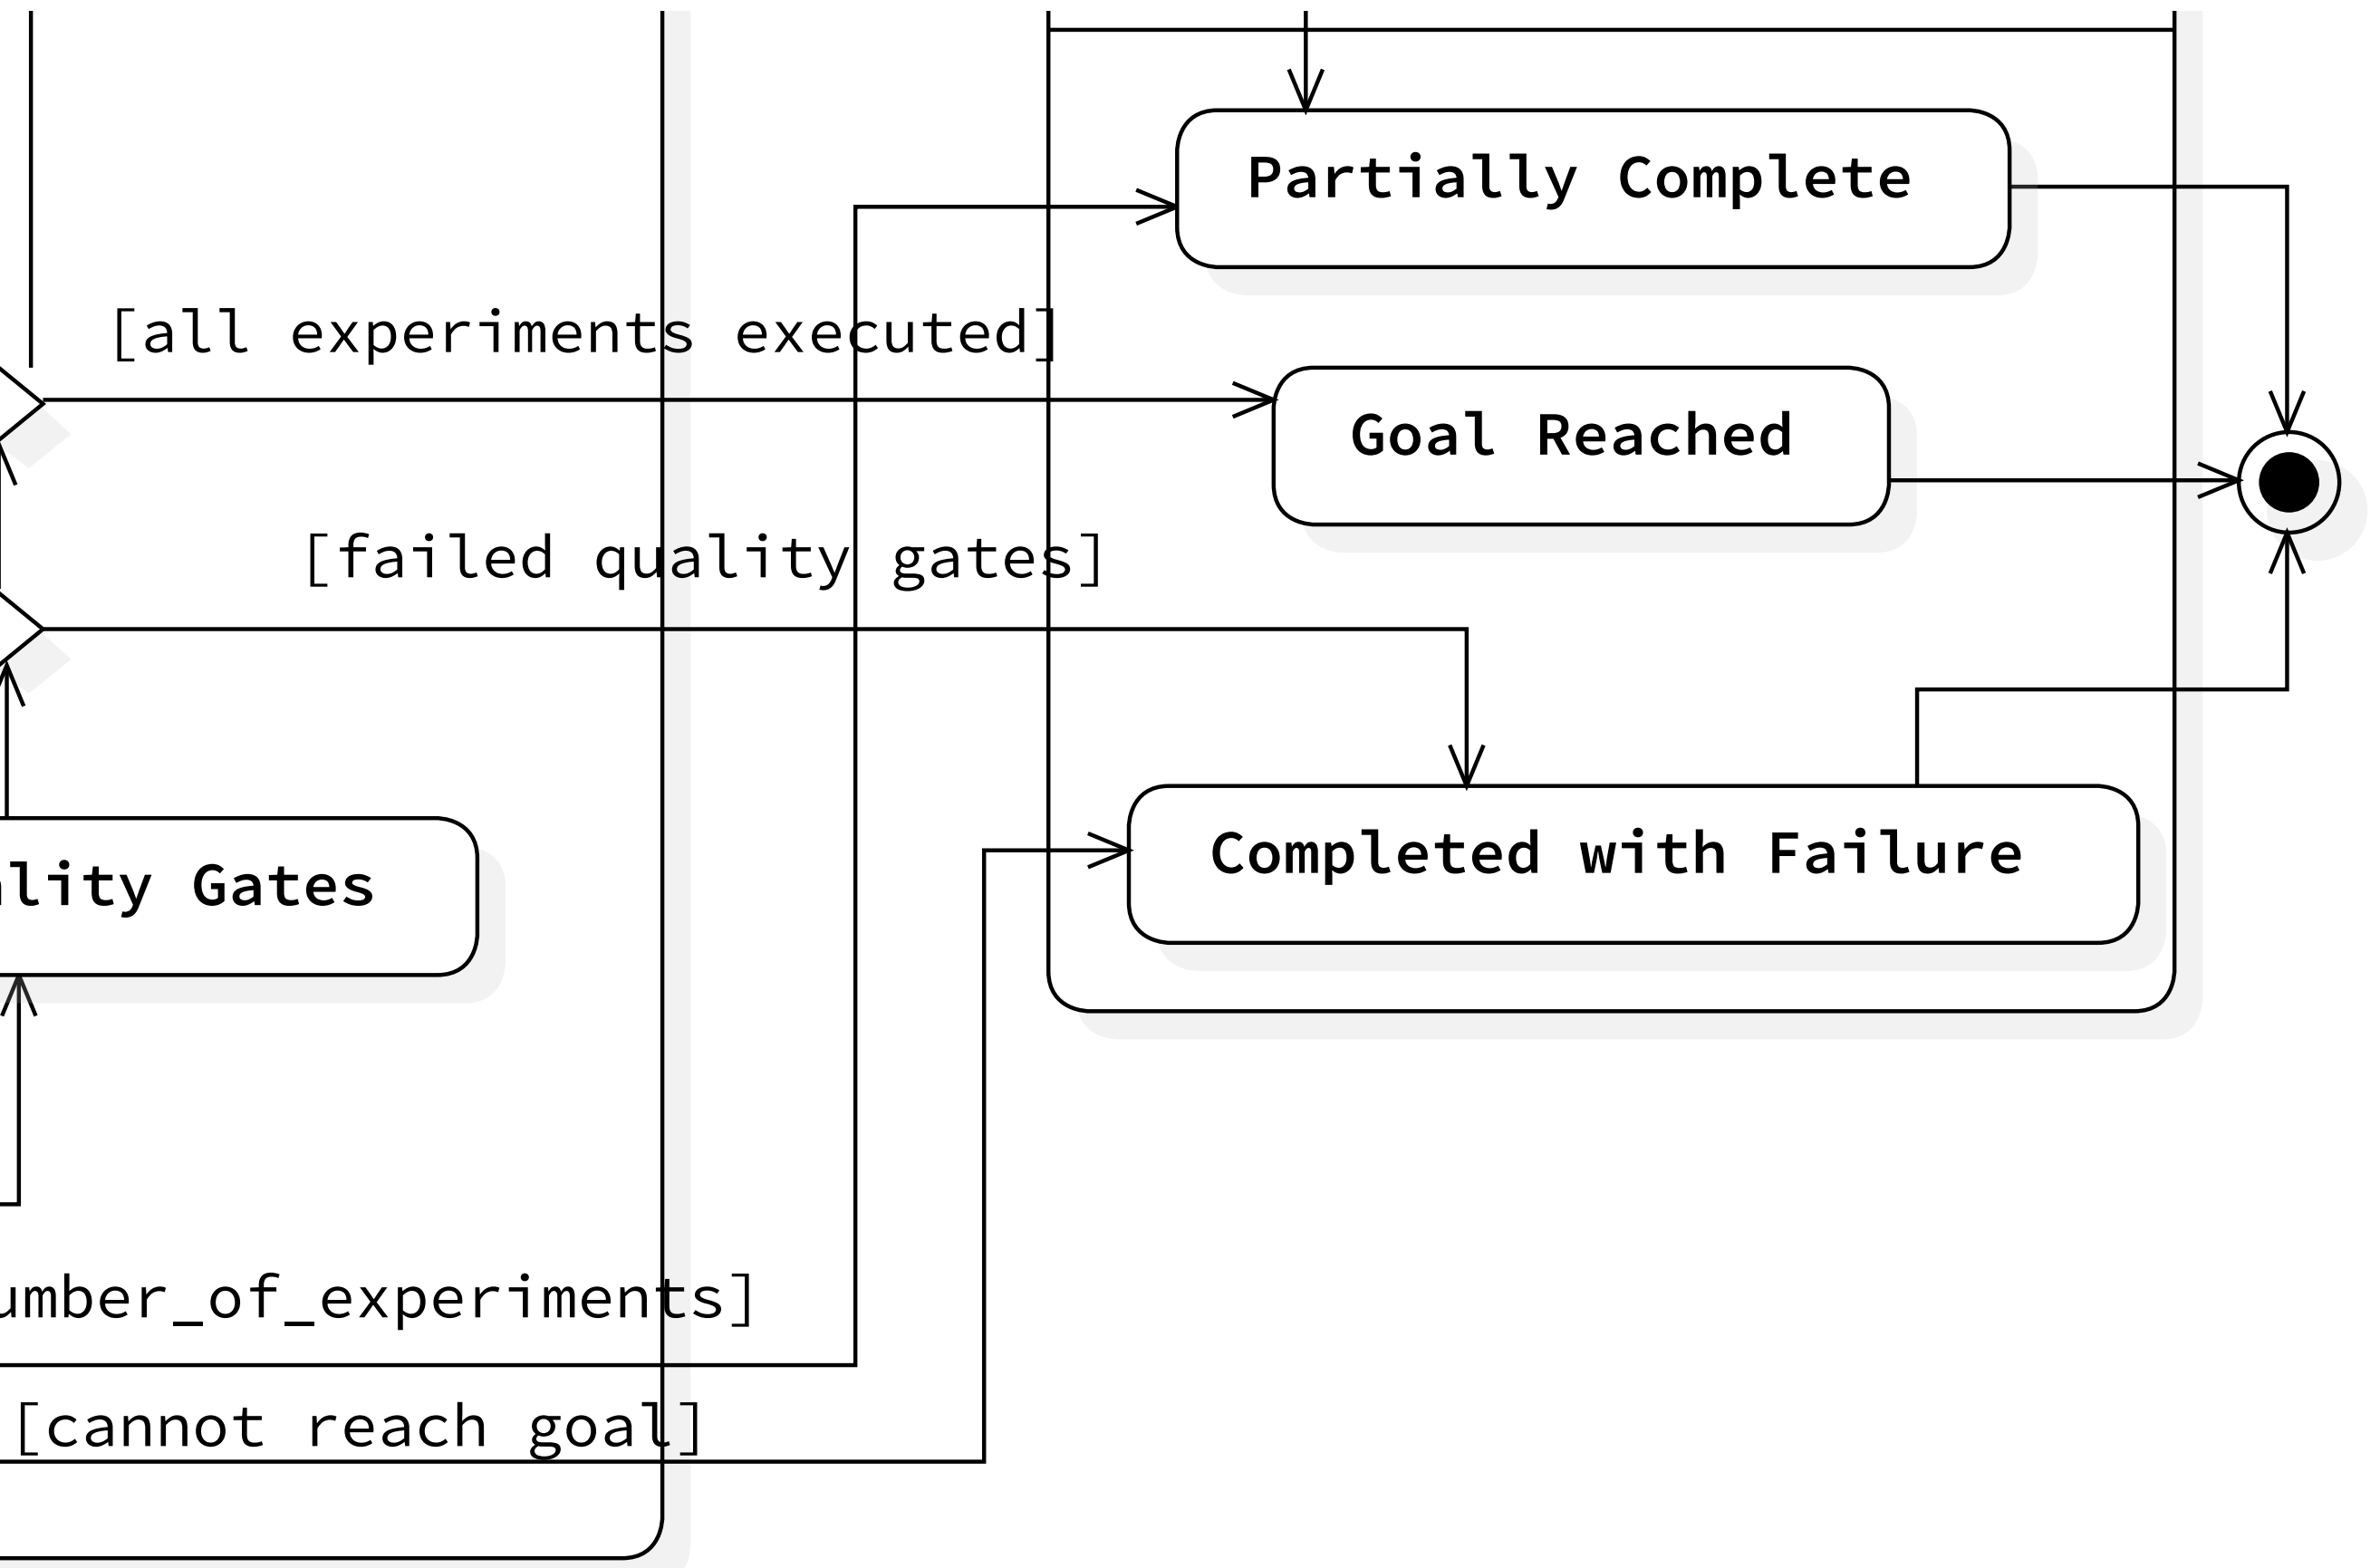 Partially Complete
[all experiments executed]
Goal Reached
[failed quality gates]
Completed with Failure
lity Gates
umber_of_experiments]
[cannot reach goal]